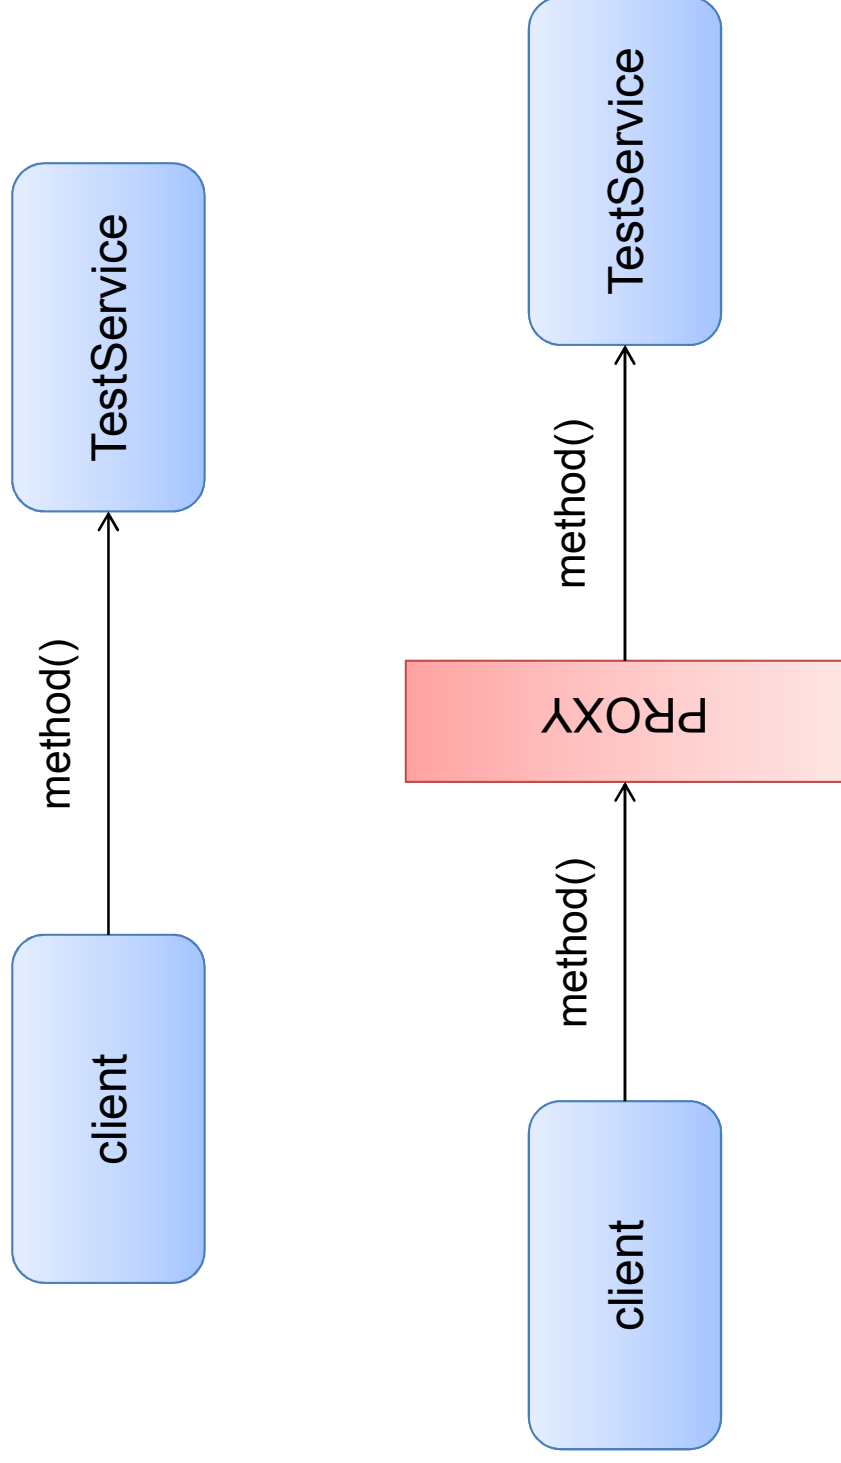 client
method()
TestService
client
method()
PROXY
method()
TestService